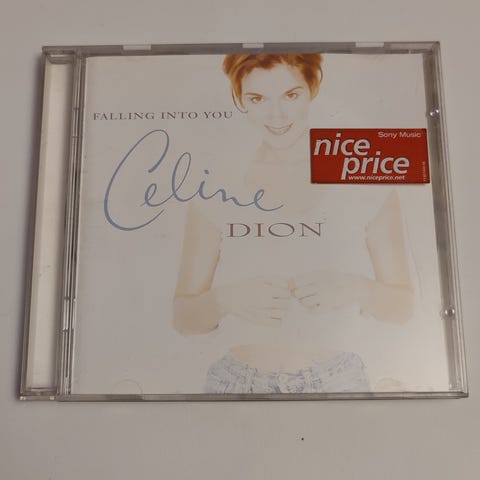 FALLING INTO YOU
Celine
DION
Sony Music
nice
price
www.niceprice.net